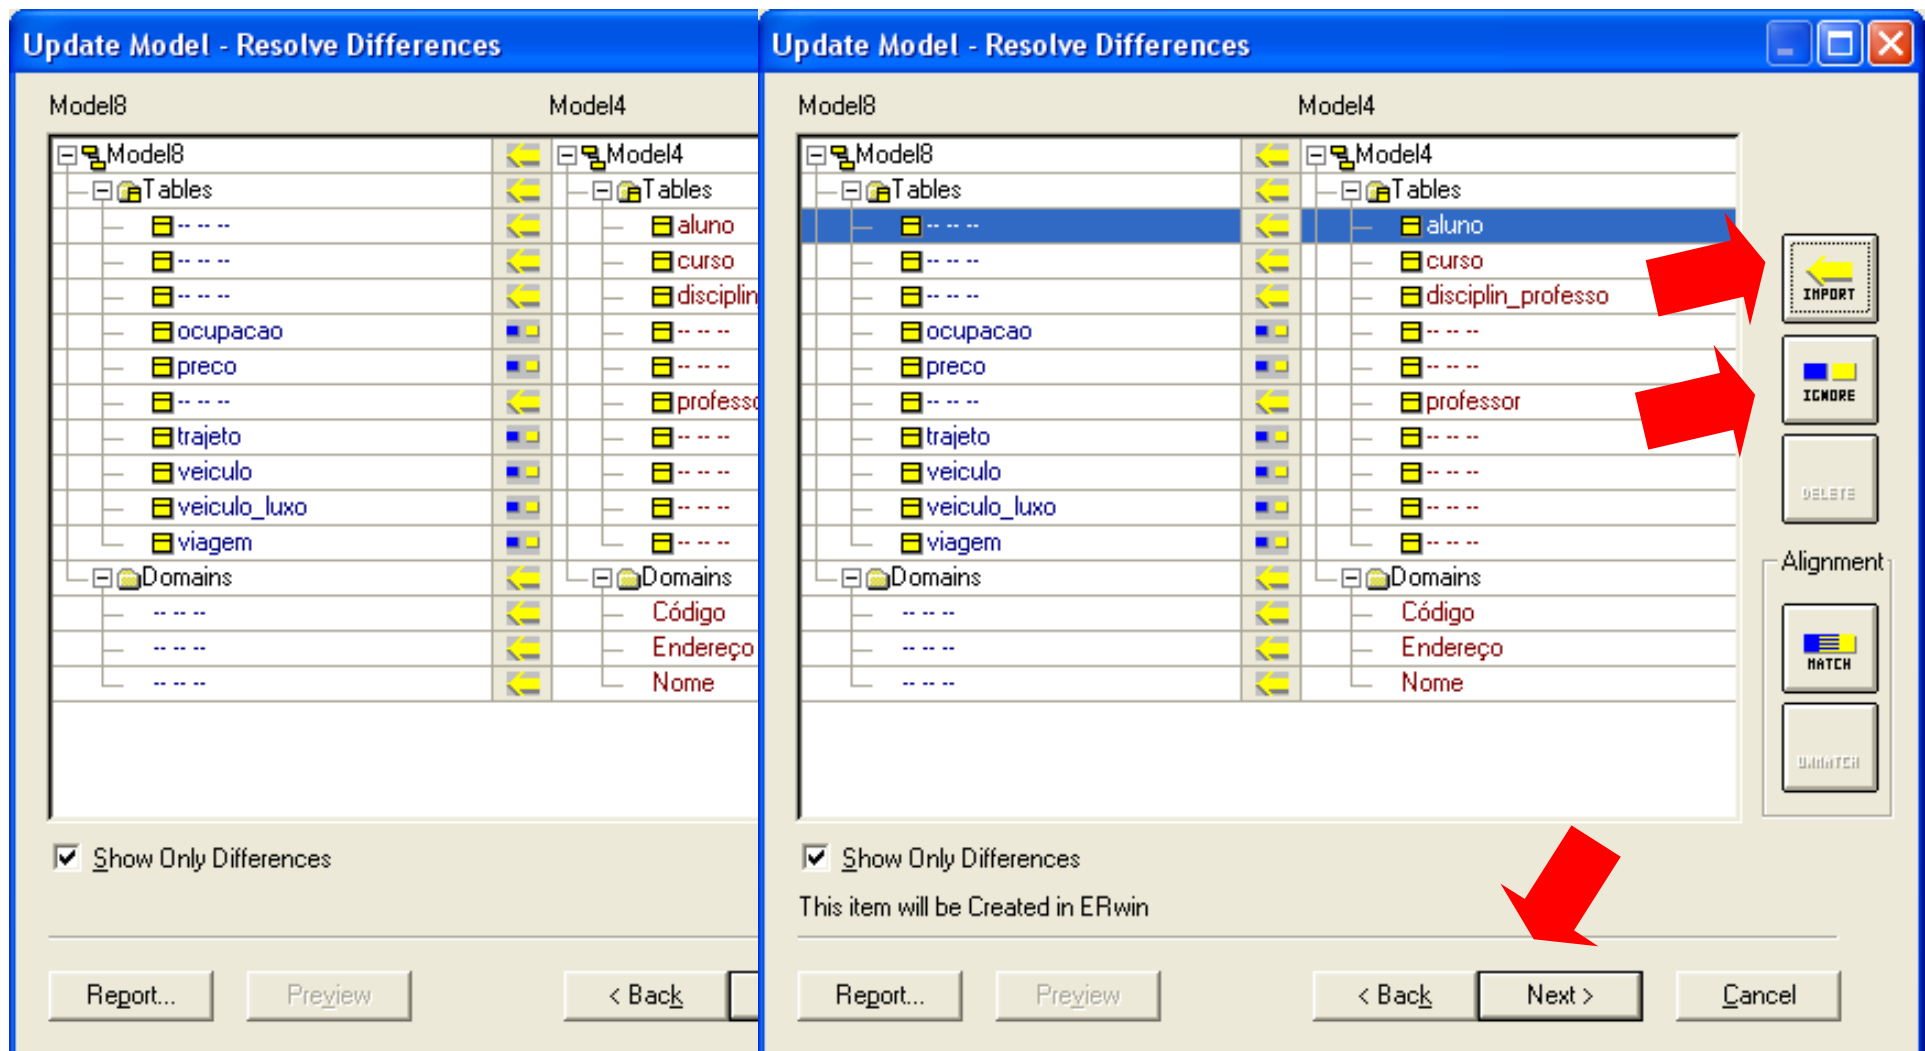 Update Model - Resolve Differences
Model8 Model4
Model8 Model4
Tables Tables
-- -- -- aluno
-- -- -- curso
-- -- -- disciplin
ocupacao -- -- --
preco -- -- --
-- -- -- professo
trajeto -- -- --
veiculo -- -- --
veiculo_luxo -- -- --
viagem -- -- --
Domains Domains
-- -- -- Código
-- -- -- Endereço
-- -- -- Nome
Show Only Differences
Report... Preview < Back
Update Model - Resolve Differences
Model8 Model4
Model8 Model4
Tables Tables
-- -- -- aluno
-- -- -- curso
-- -- -- disciplin_professo
ocupacao -- -- --
preco -- -- --
-- -- -- professor
trajeto -- -- --
veiculo -- -- --
veiculo_luxo -- -- --
viagem -- -- --
Domains Domains
-- -- -- Código
-- -- -- Endereço
-- -- -- Nome
IMPORT
IGNORE
DELETE
Alignment
MATCH
UNMATCH
Show Only Differences
This item will be Created in ERwin
Report... Preview < Back Next > Cancel